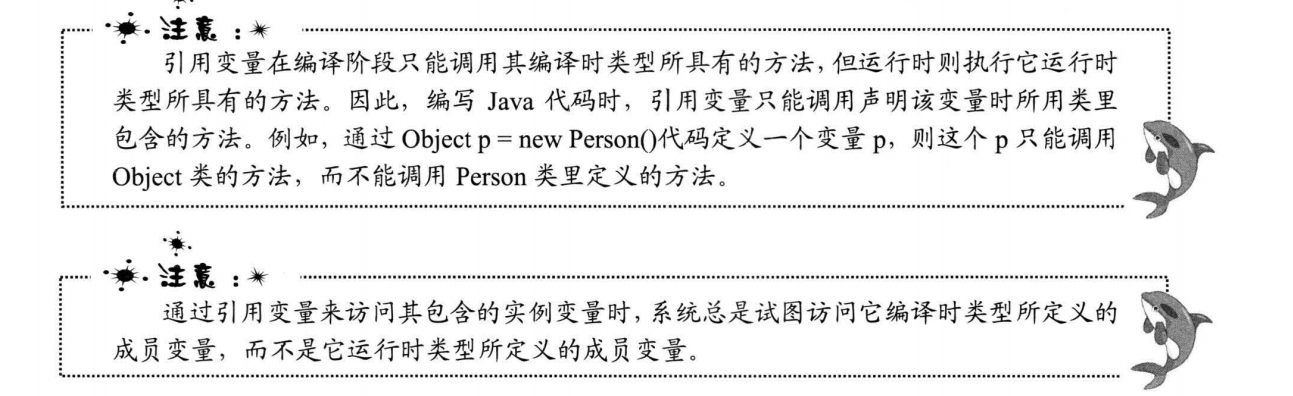 注意：
引用变量在编译阶段只能调用其编译时类型所具有的方法，但运行时则执行它运行时
类型所具有的方法。因此，编写 Java 代码时，引用变量只能调用声明该变量时所用类里
包含的方法。例如，通过 Object p = new Person()代码定义一个变量 p，则这个 p 只能调用
Object 类的方法，而不能调用 Person 类里定义的方法。
注意：
通过引用变量来访问其包含的实例变量时，系统总是试图访问它编译时类型所定义的
成员变量，而不是它运行时类型所定义的成员变量。